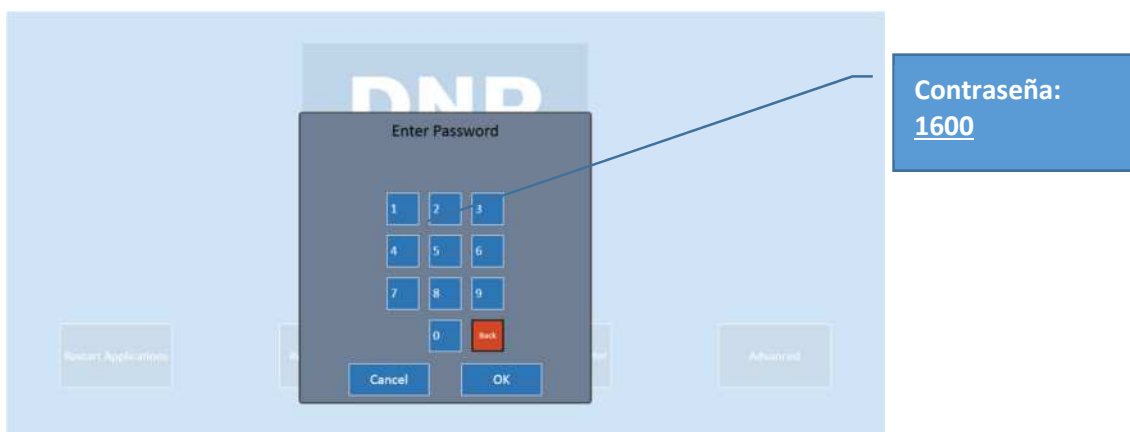 DNP
Enter Password
1 2 3
4 5 6
7 8 9
0 Back
Cancel OK
Restart Applications
Advanced
Contraseña:
1600